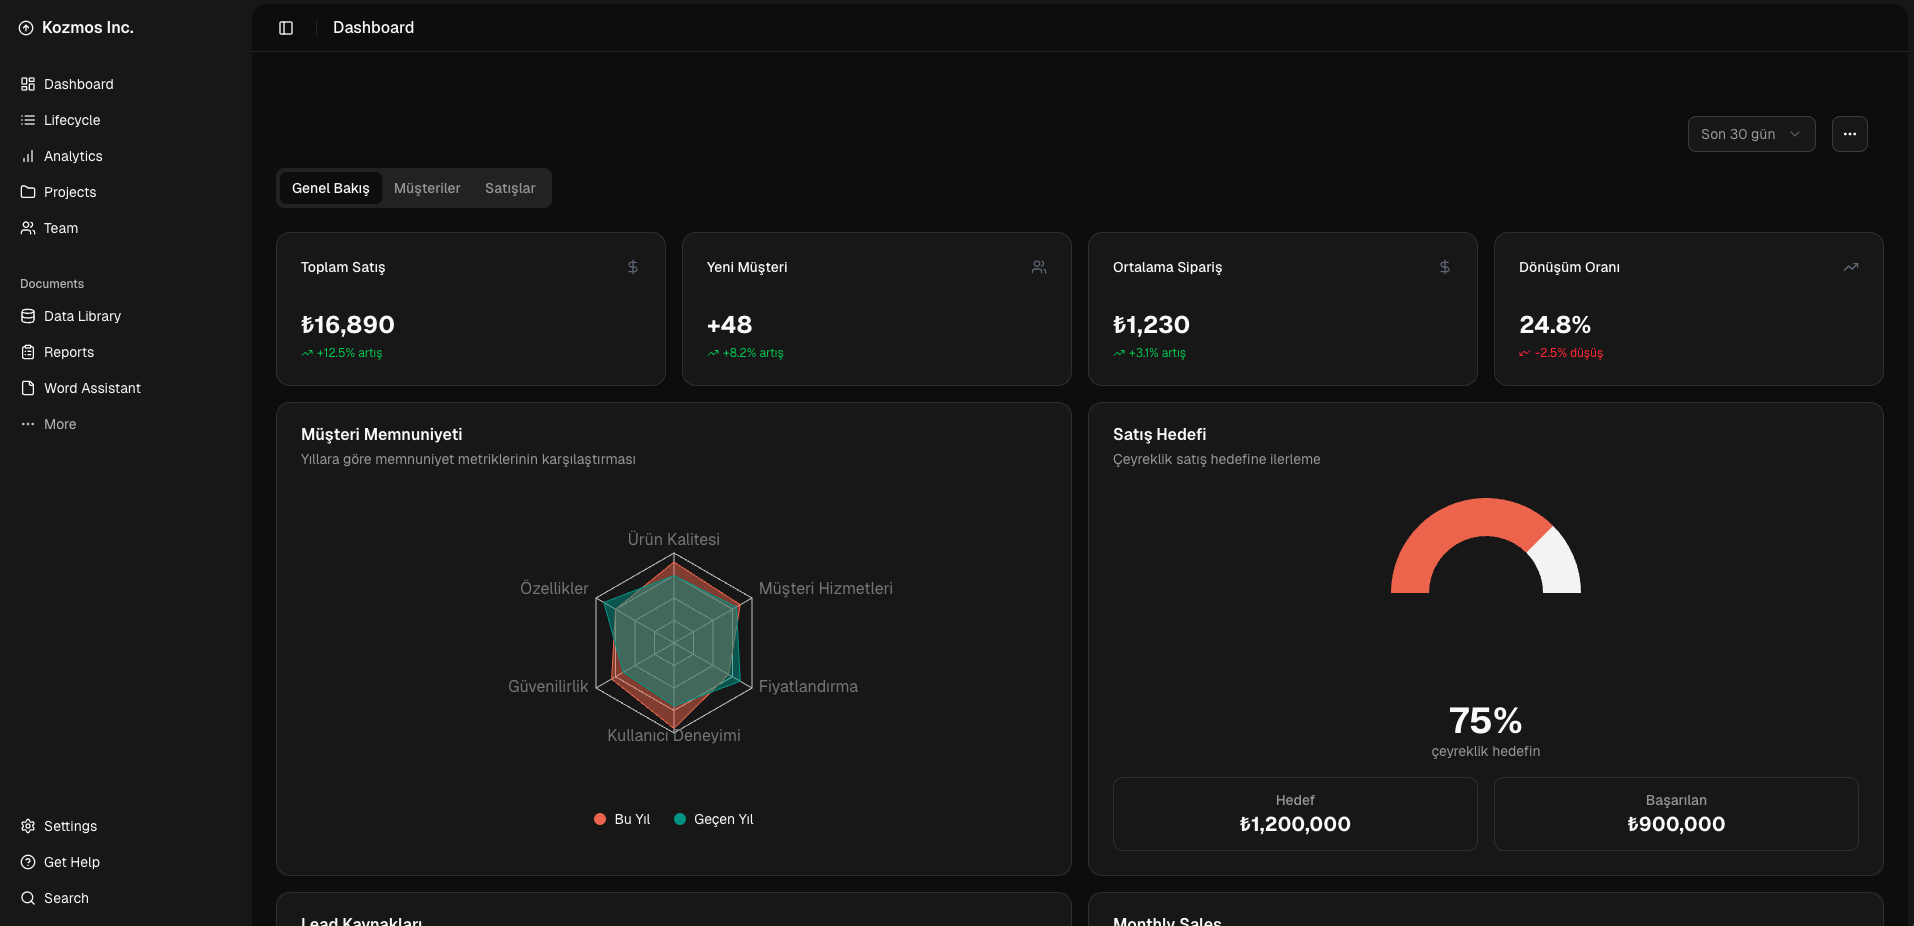 Kozmos Inc.
Dashboard
Lifecycle
Analytics
Projects
Team
Documents
Data Library
Reports
Word Assistant
More
Settings
Get Help
Search
Dashboard
Son 30 gün
Genel Bakış
Müşteriler
Satışlar
Toplam Satış
₺16,890
+12.5% artış
Yeni Müşteri
+48
+8.2% artış
Ortalama Sipariş
₺1,230
+3.1% artış
Dönüşüm Oranı
24.8%
-2.5% düşüş
Müşteri Memnuniyeti
Yıllara göre memnuniyet metriklerinin karşılaştırması
Ürün Kalitesi
Özellikler
Müşteri Hizmetleri
Güvenilirlik
Fiyatlandırma
Kullanıcı Deneyimi
Bu Yıl
Geçen Yıl
Satış Hedefi
Çeyreklik satış hedefine ilerleme
75%
çeyreklik hedefin
Hedef
₺1,200,000
Başarılan
₺900,000
Lead Kaynakları
Monthly Sales